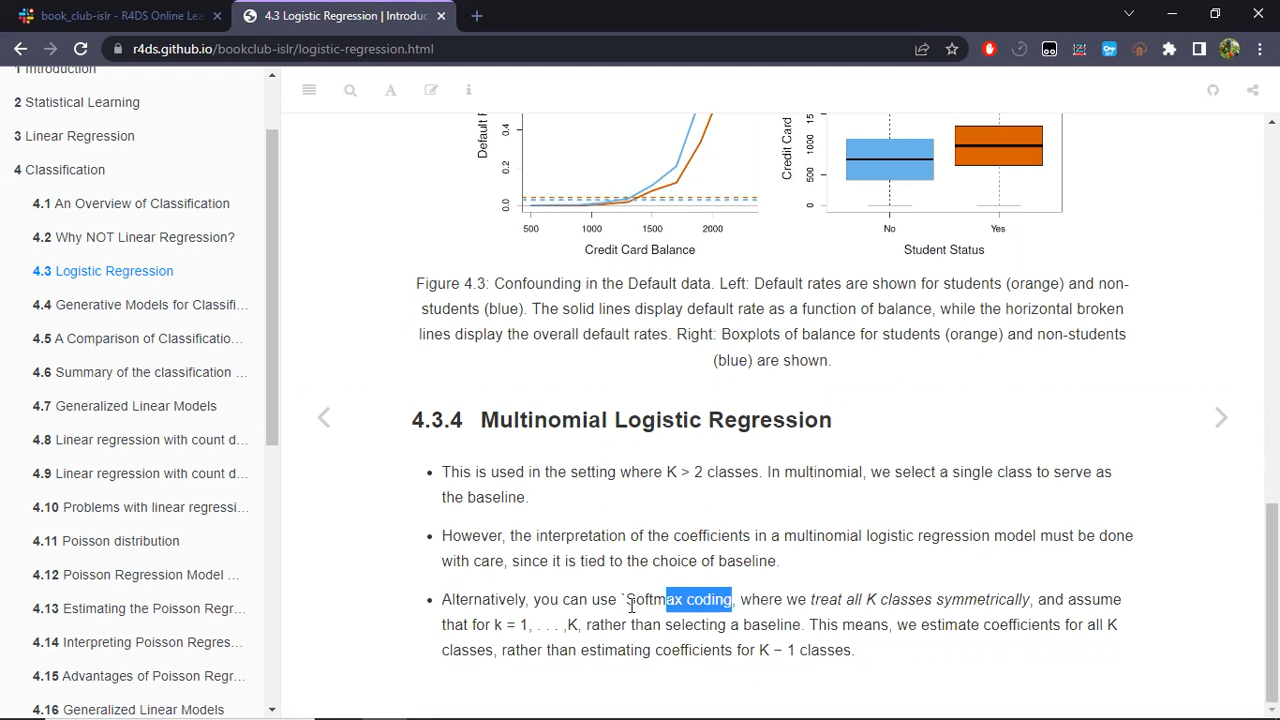 book_club-islr - R4DS Online Lea
4.3 Logistic Regression | Introduc
r4ds.github.io/bookclub-islr/logistic-regression.html
1 Introduction
2 Statistical Learning
3 Linear Regression
4 Classification
4.1 An Overview of Classification
4.2 Why NOT Linear Regression?
4.3 Logistic Regression
4.4 Generative Models for Classifi...
4.5 A Comparison of Classificatio...
4.6 Summary of the classification ...
4.7 Generalized Linear Models
4.8 Linear regression with count d...
4.9 Linear regression with count d...
4.10 Problems with linear regressi...
4.11 Poisson distribution
4.12 Poisson Regression Model ...
4.13 Estimating the Poisson Regr...
4.14 Interpreting Poisson Regres...
4.15 Advantages of Poisson Regr...
4.16 Generalized Linear Models
Default
0.4
0.2
0.0
500 1000 1500 2000
Credit Card Balance
Credit Card
15
1000
500
0
No Yes
Student Status
Figure 4.3: Confounding in the Default data. Left: Default rates are shown for students (orange) and non-
students (blue). The solid lines display default rate as a function of balance, while the horizontal broken
lines display the overall default rates. Right: Boxplots of balance for students (orange) and non-students
(blue) are shown.
4.3.4 Multinomial Logistic Regression
• This is used in the setting where K > 2 classes. In multinomial, we select a single class to serve as
the baseline.
• However, the interpretation of the coefficients in a multinomial logistic regression model must be done
with care, since it is tied to the choice of baseline.
• Alternatively, you can use `Softmax coding, where we treat all K classes symmetrically, and assume
that for k = 1, . . . ,K, rather than selecting a baseline. This means, we estimate coefficients for all K
classes, rather than estimating coefficients for K − 1 classes.